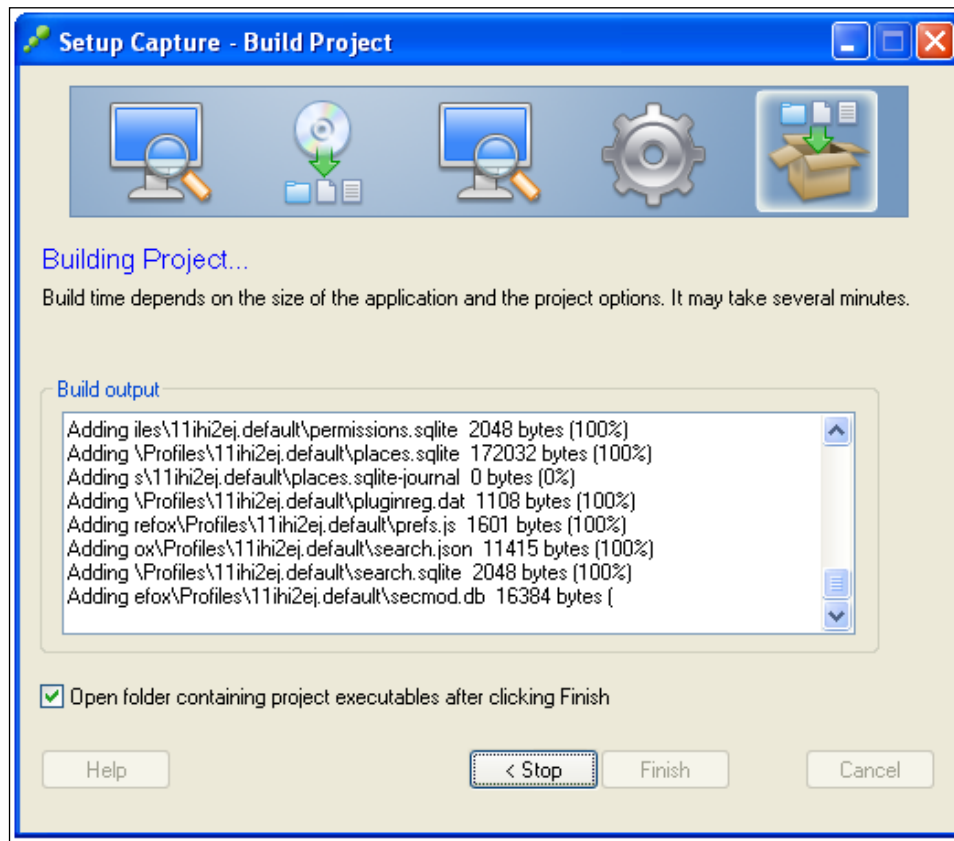 Setup Capture - Build Project
Building Project...
Build time depends on the size of the application and the project options. It may take several minutes.
Build output
Adding iles\11ihi2ej.default\permissions.sqlite 2048 bytes (100%)
Adding \Profiles\11ihi2ej.default\places.sqlite 172032 bytes (100%)
Adding s\11ihi2ej.default\places.sqlite-journal 0 bytes (0%)
Adding \Profiles\11ihi2ej.default\pluginreg.dat 1108 bytes (100%)
Adding refox\Profiles\11ihi2ej.default\prefs.js 1601 bytes (100%)
Adding ox\Profiles\11ihi2ej.default\search.json 11415 bytes (100%)
Adding \Profiles\11ihi2ej.default\search.sqlite 2048 bytes (100%)
Adding efox\Profiles\11ihi2ej.default\secmod.db 16384 bytes (
Open folder containing project executables after clicking Finish
Help
< Stop
Finish
Cancel